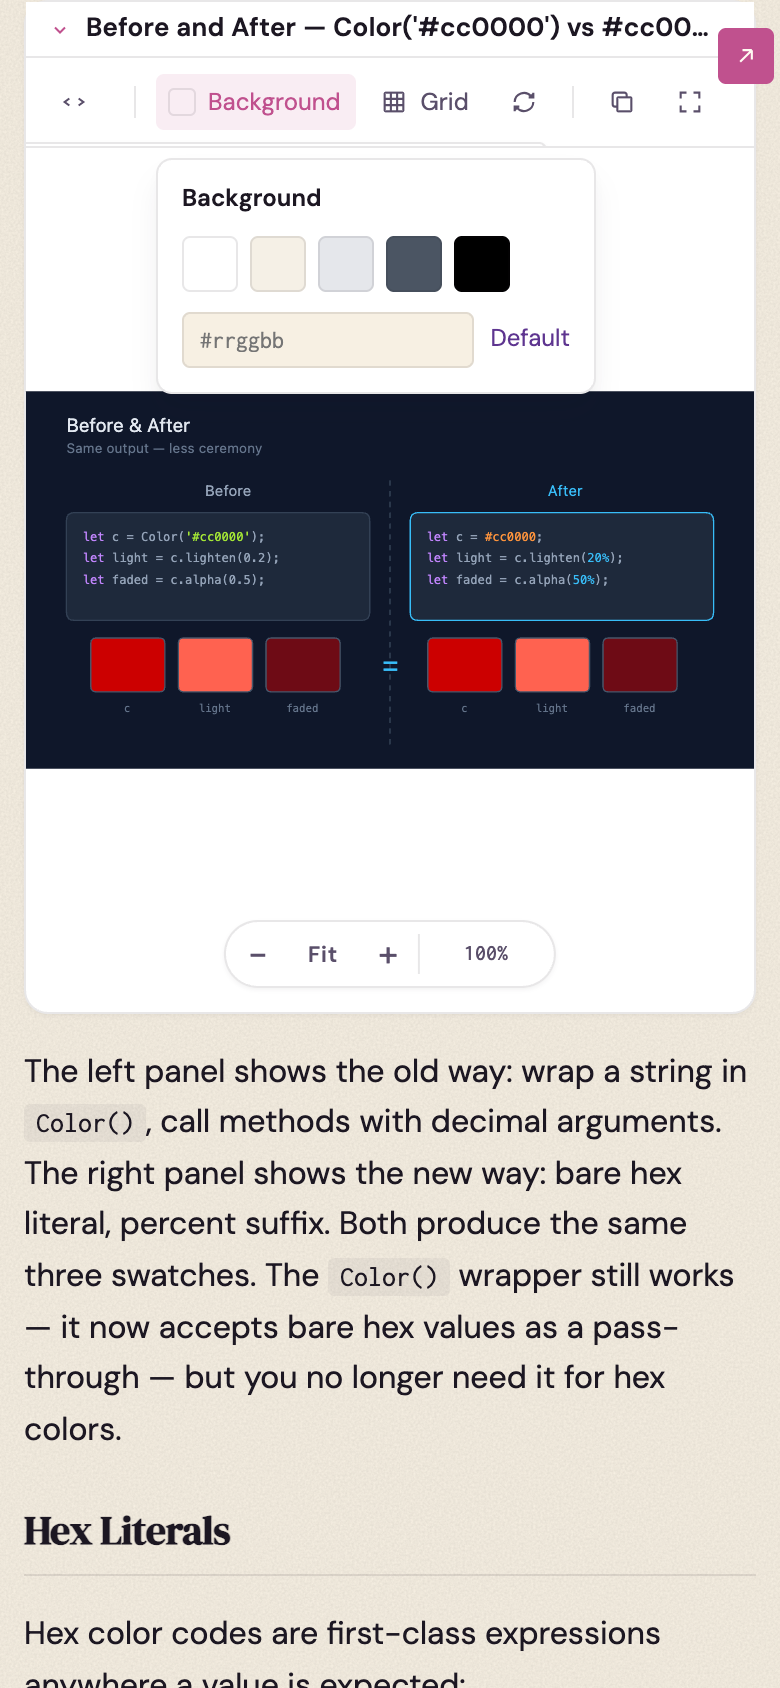 Before and After — Color('#cc0000') vs #cc00...
Background
Grid
Background
#rrggbb
Default
Before & After
Same output — less ceremony
Before
let c = Color('#cc0000');
let light = c.lighten(0.2);
let faded = c.alpha(0.5);
c
light
faded
=
After
let c = #cc0000;
let light = c.lighten(20%);
let faded = c.alpha(50%);
c
light
faded
− Fit + 100%
The left panel shows the old way: wrap a string in
Color(), call methods with decimal arguments.
The right panel shows the new way: bare hex
literal, percent suffix. Both produce the same
three swatches. The Color() wrapper still works
— it now accepts bare hex values as a pass-
through — but you no longer need it for hex
colors.
Hex Literals
Hex color codes are first-class expressions
anywhere a value is expected: